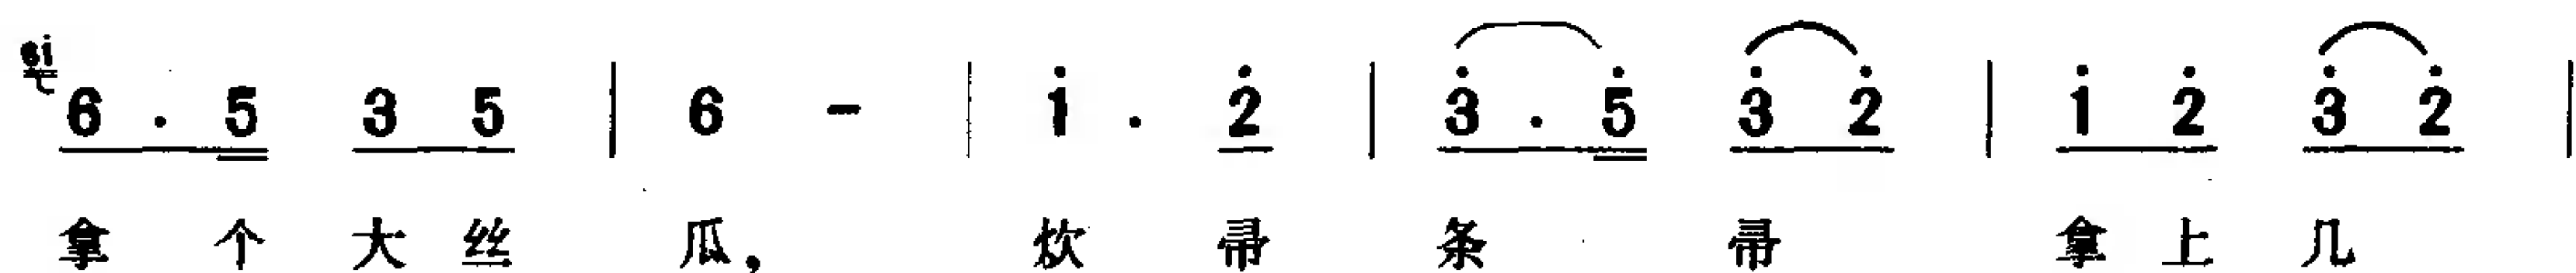 6 . 5 3 5 | 6 - | i . 2̇ | 3̇ . 5̇ 3̇ 2̇ | i 2̇ 3̇ 2̇ |
拿 个 大 丝 瓜， 炊 帚 条 帚 拿 上 几